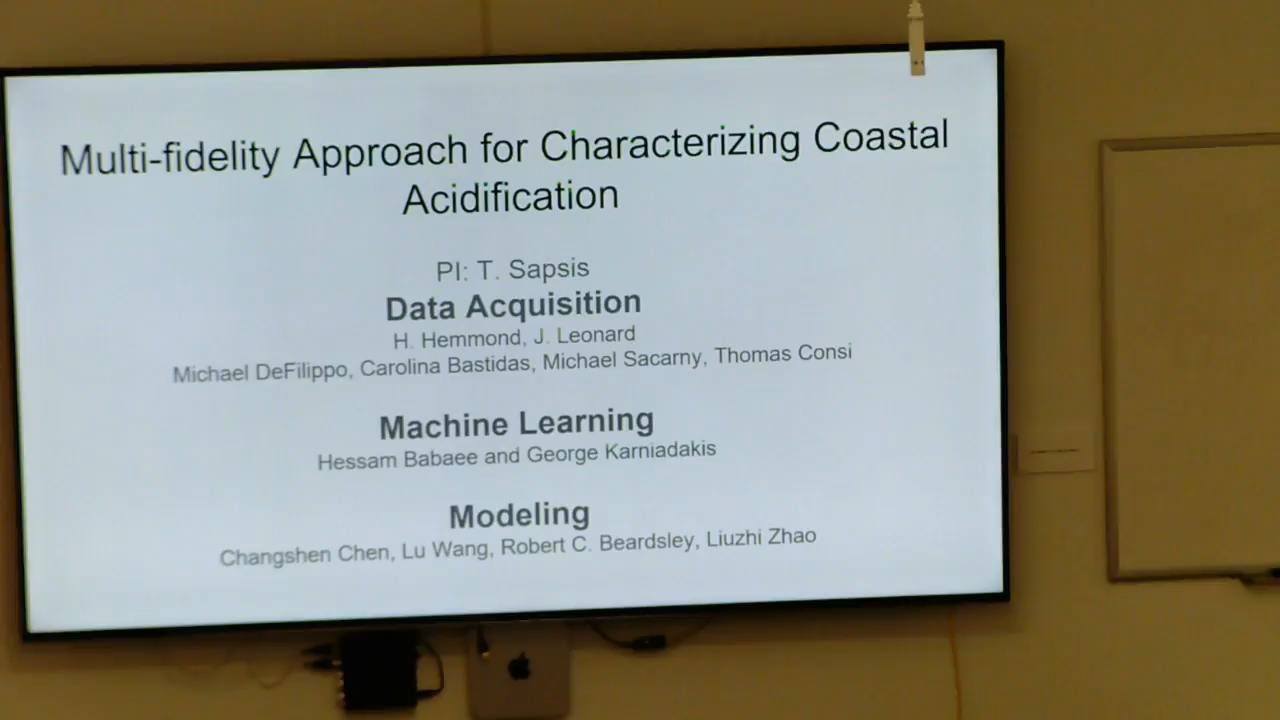 Multi-fidelity Approach for Characterizing Coastal
Acidification
PI: T. Sapsis
Data Acquisition
H. Hemmond, J. Leonard
Michael DeFilippo, Carolina Bastidas, Michael Sacarny, Thomas Consi
Machine Learning
Hessam Babaee and George Karniadakis
Modeling
Changshen Chen, Lu Wang, Robert C. Beardsley, Liuzhi Zhao